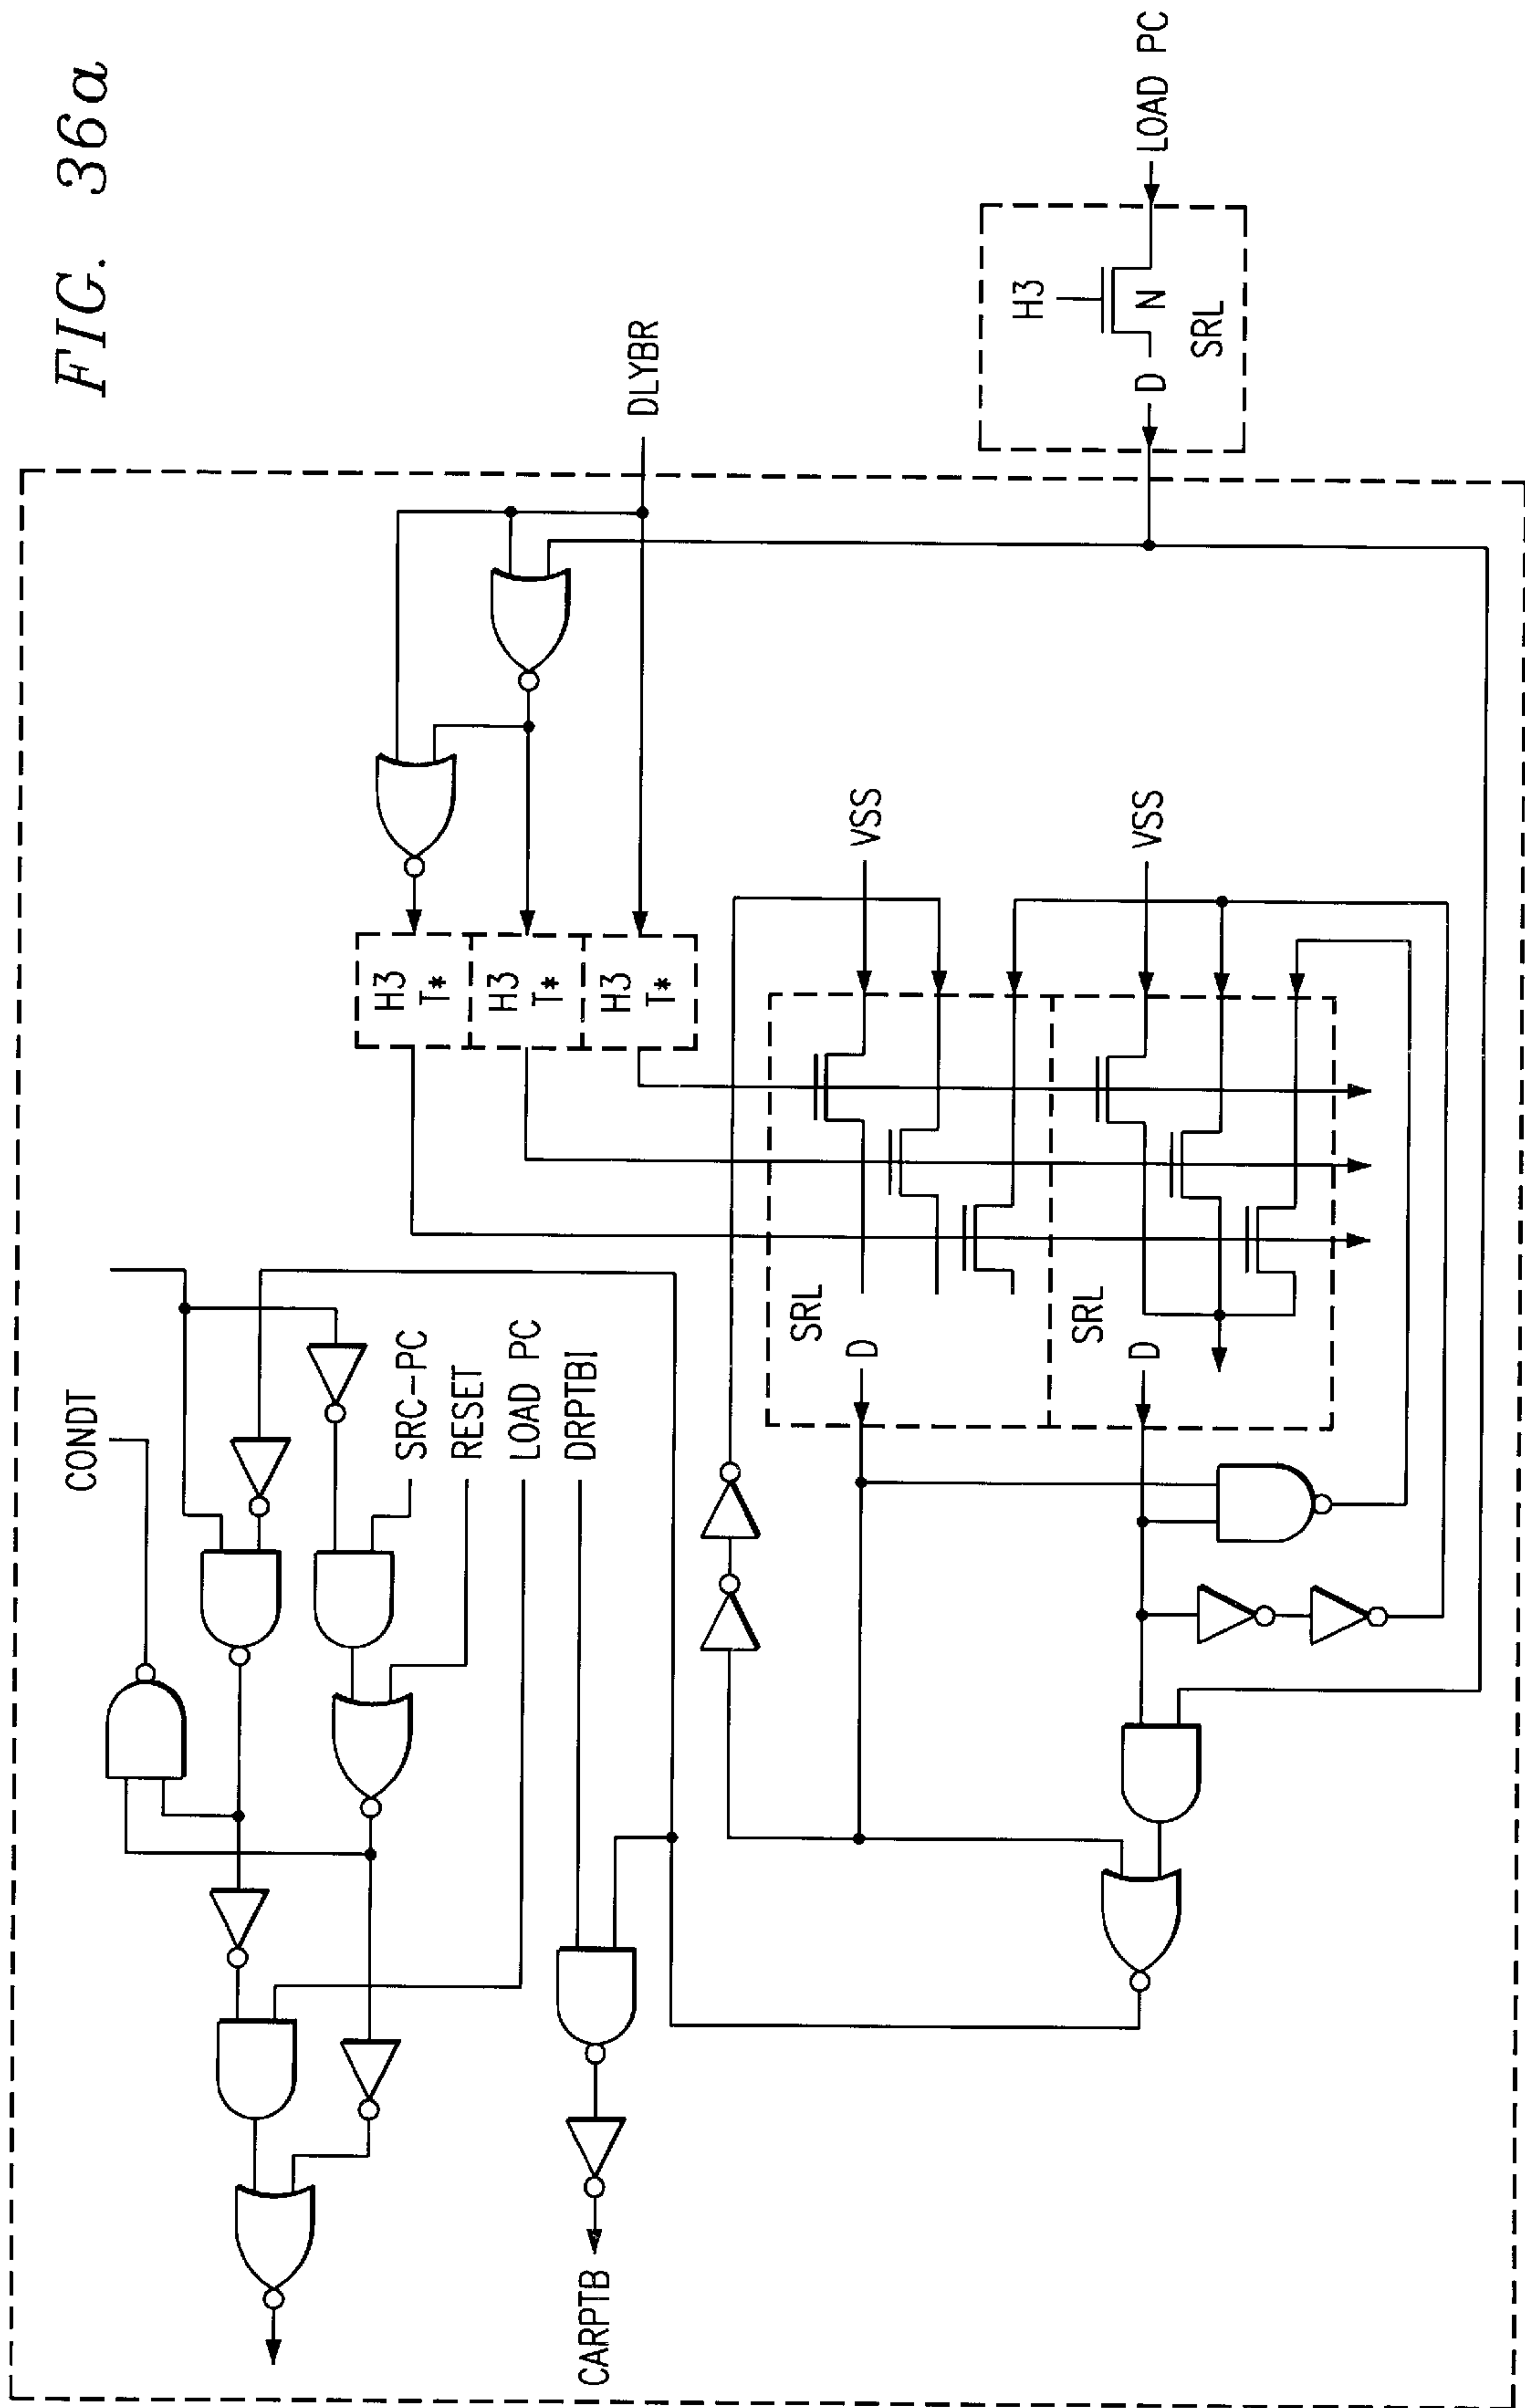 FIG. 36a
LOAD PC
H3
N
D
SRL
DLYBR
VSS
VSS
H3
T*
H3
T*
H3
T*
SRL
D
SRL
D
CONDT
SRC-PC
RESET
LOAD PC
DRPTBI
CARPTB